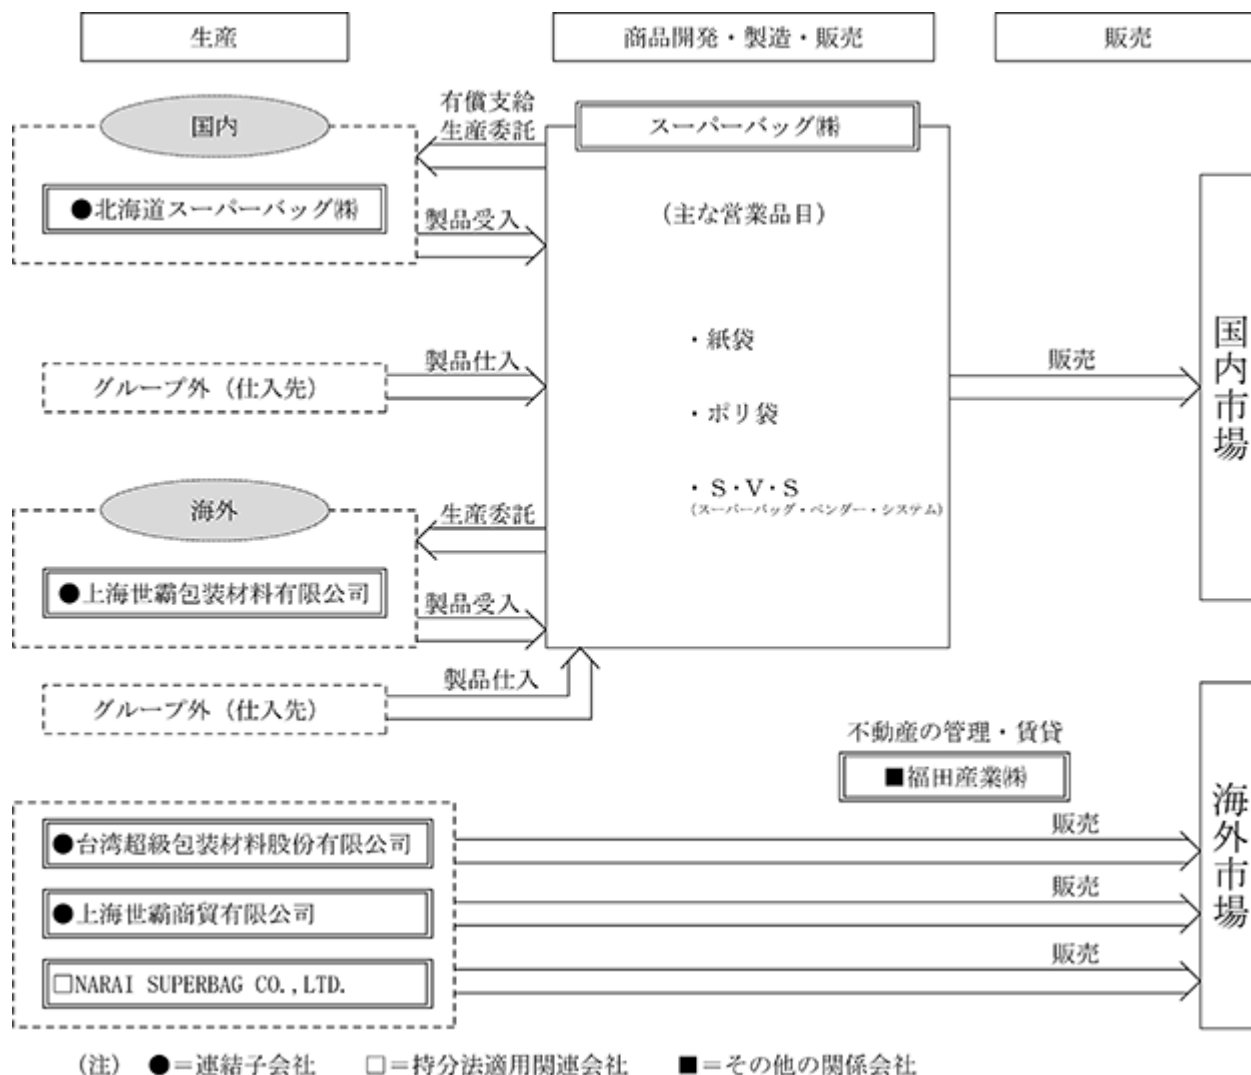 生産
商品開発・製造・販売
販売
国内
有償支給
生産委託
スーパーバッグ㈱
●北海道スーパーバッグ㈱
製品受入
(主な営業品目)
・紙袋
・ポリ袋
・S・V・S
(スーパーバッグ・ベンダー・システム)
グループ外(仕入先)
製品仕入
販売
国内市場
海外
生産委託
●上海世霸包装材料有限公司
製品受入
グループ外(仕入先)
製品仕入
不動産の管理・賃貸
■福田産業㈱
●台湾超級包装材料股份有限公司
販売
●上海世霸商貿有限公司
販売
□NARAI SUPERBAG CO.,LTD.
販売
海外市場
(注) ●=連結子会社 □=持分法適用関連会社 ■=その他の関係会社